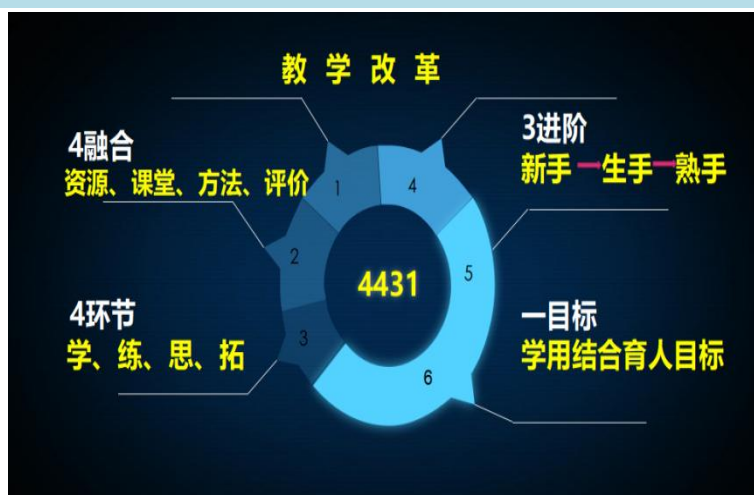 教 学 改 革
4融合
资源、课堂、方法、评价
3进阶
新手 生手 熟手
1
4
2
4431
5
4环节
学、练、思、拓
3
一目标
学用结合育人目标
6